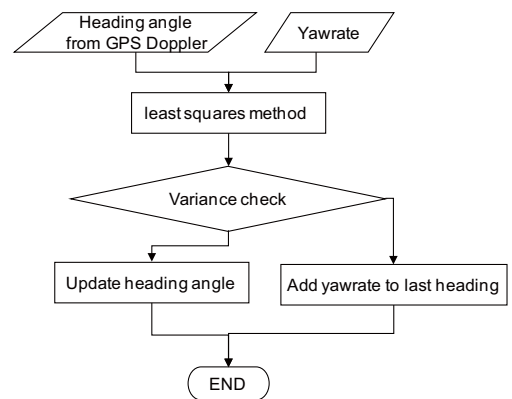 Heading angle
from GPS Doppler
Yawrate
least squares method
Variance check
Update heading angle
Add yawrate to last heading
END